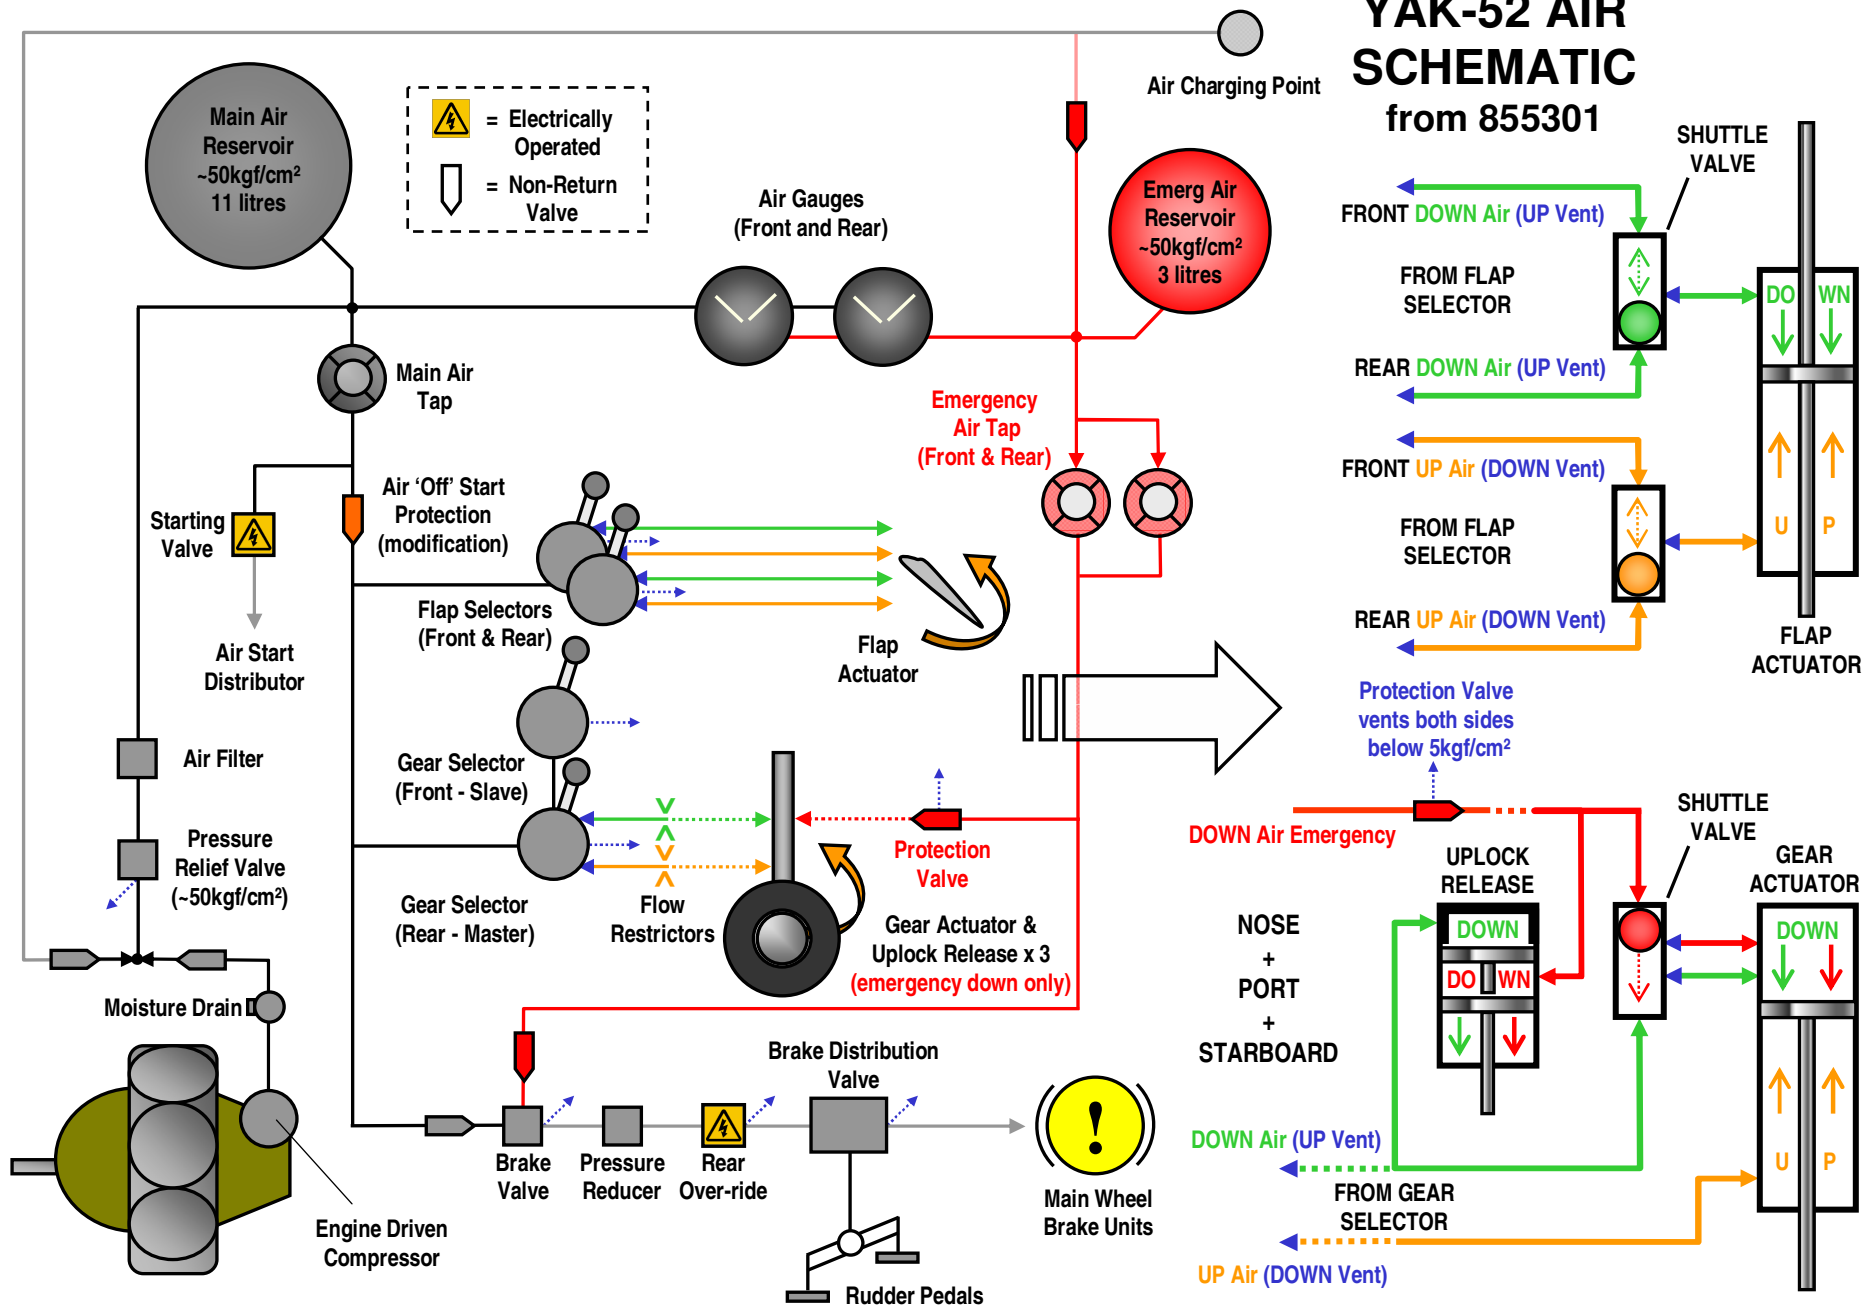 YAK-52 AIR
SCHEMATIC
from 855301
Air Charging Point
Main Air
Reservoir
~50kgf/cm²
11 litres
= Electrically
Operated
= Non-Return
Valve
Air Gauges
(Front and Rear)
Emerg Air
Reservoir
~50kgf/cm²
3 litres
SHUTTLE
VALVE
FRONT DOWN Air (UP Vent)
FROM FLAP
SELECTOR
DO WN
REAR DOWN Air (UP Vent)
Main Air
Tap
Emergency
Air Tap
(Front & Rear)
FRONT UP Air (DOWN Vent)
FROM FLAP
SELECTOR
U P
REAR UP Air (DOWN Vent)
FLAP
ACTUATOR
Starting
Valve
Air ‘Off’ Start
Protection
(modification)
Air Start
Distributor
Flap Selectors
(Front & Rear)
Flap
Actuator
Air Filter
Gear Selector
(Front - Slave)
Protection Valve
vents both sides
below 5kgf/cm²
Pressure
Relief Valve
(~50kgf/cm²)
Gear Selector
(Rear - Master)
Flow
Restrictors
Protection
Valve
Gear Actuator &
Uplock Release x 3
(emergency down only)
DOWN Air Emergency
SHUTTLE
VALVE
UPLOCK
RELEASE
GEAR
ACTUATOR
NOSE
+
PORT
+
STARBOARD
DOWN
DO WN
DOWN
U P
Moisture Drain
Brake Distribution
Valve
!
Brake
Valve
Pressure
Reducer
Rear
Over-ride
Main Wheel
Brake Units
Engine Driven
Compressor
Rudder Pedals
DOWN Air (UP Vent)
FROM GEAR
SELECTOR
UP Air (DOWN Vent)